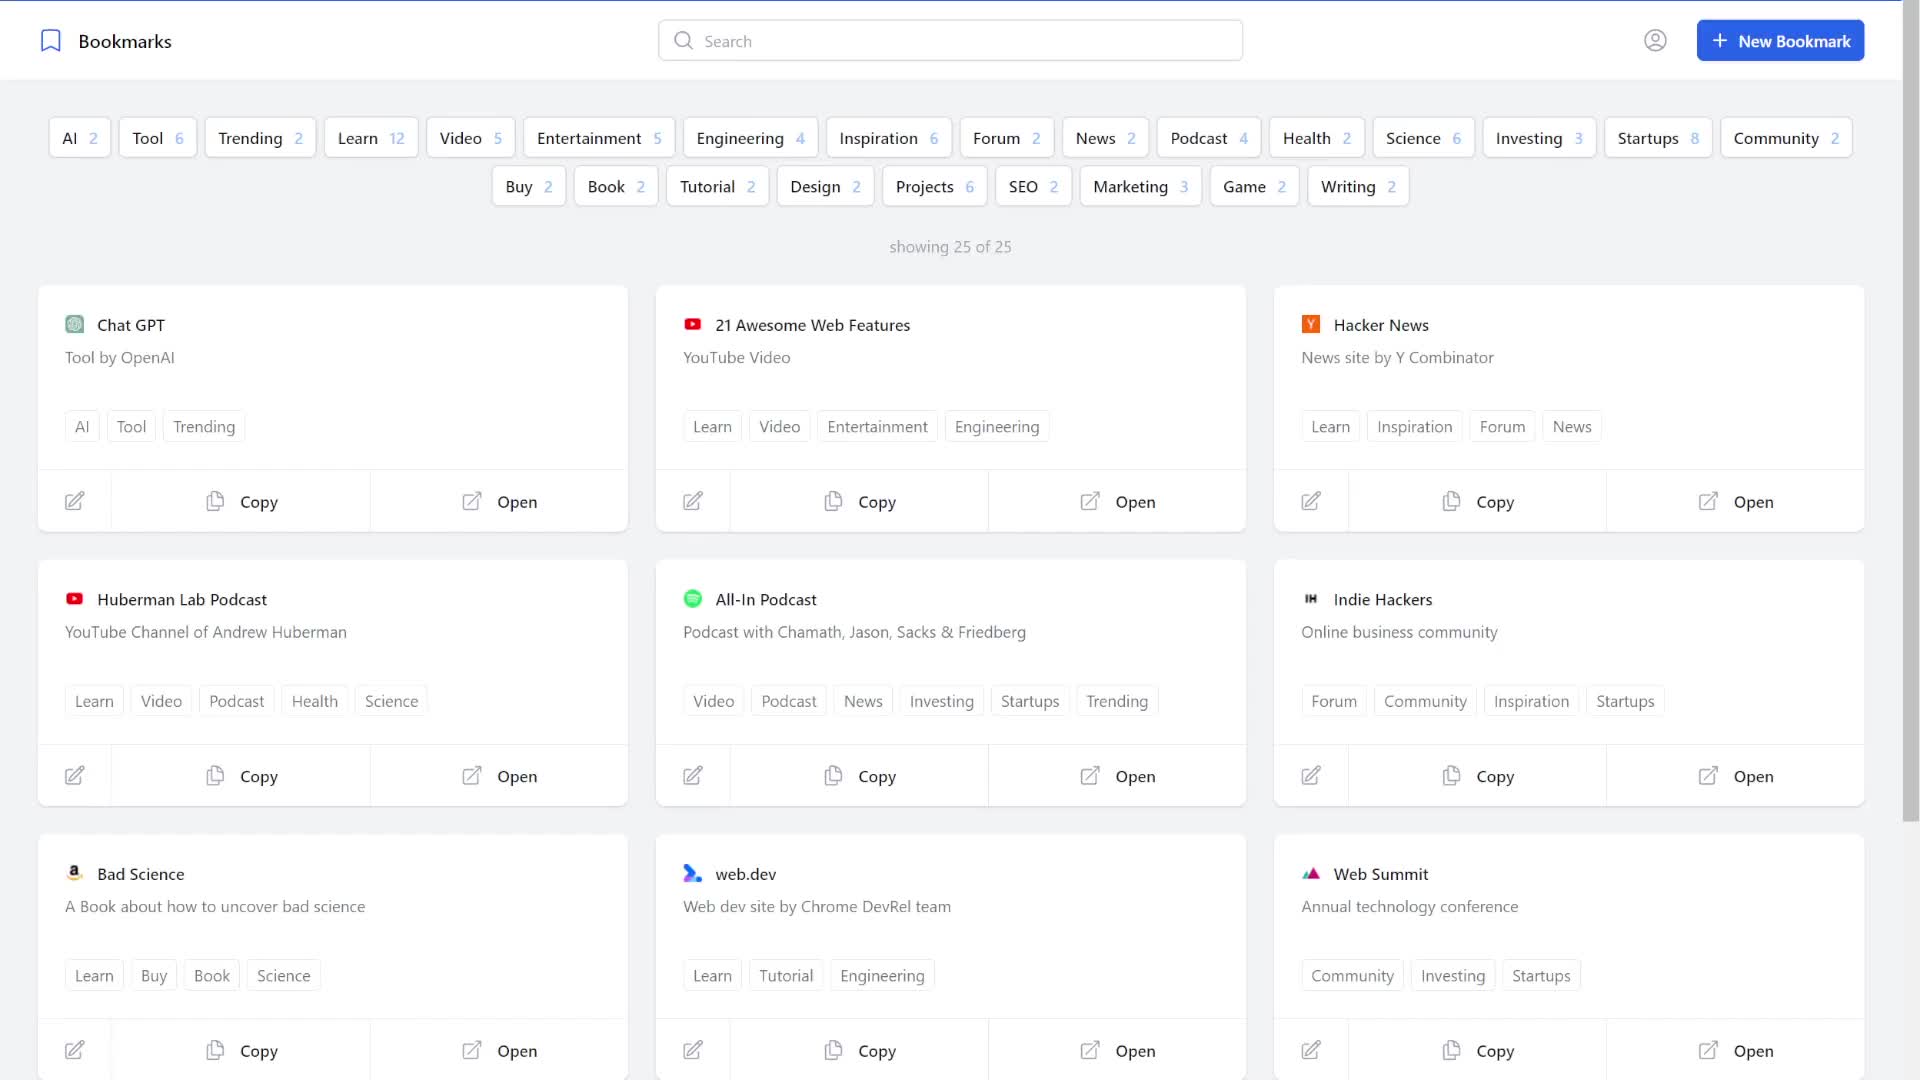 Bookmarks
Search
New Bookmark
AI 2 Tool 6 Trending 2 Learn 12 Video 5 Entertainment 5 Engineering 4 Inspiration 6 Forum 2 News 2 Podcast 4 Health 2 Science 6 Investing 3 Startups 8 Community 2
Buy 2 Book 2 Tutorial 2 Design 2 Projects 6 SEO 2 Marketing 3 Game 2 Writing 2
showing 25 of 25
Chat GPT
Tool by OpenAI
AI Tool Trending
Copy Open
21 Awesome Web Features
YouTube Video
Learn Video Entertainment Engineering
Copy Open
Y
Hacker News
News site by Y Combinator
Learn Inspiration Forum News
Copy Open
Huberman Lab Podcast
YouTube Channel of Andrew Huberman
Learn Video Podcast Health Science
Copy Open
All-In Podcast
Podcast with Chamath, Jason, Sacks & Friedberg
Video Podcast News Investing Startups Trending
Copy Open
IH Indie Hackers
Online business community
Forum Community Inspiration Startups
Copy Open
a Bad Science
A Book about how to uncover bad science
Learn Buy Book Science
Copy Open
web.dev
Web dev site by Chrome DevRel team
Learn Tutorial Engineering
Copy Open
Web Summit
Annual technology conference
Community Investing Startups
Copy Open